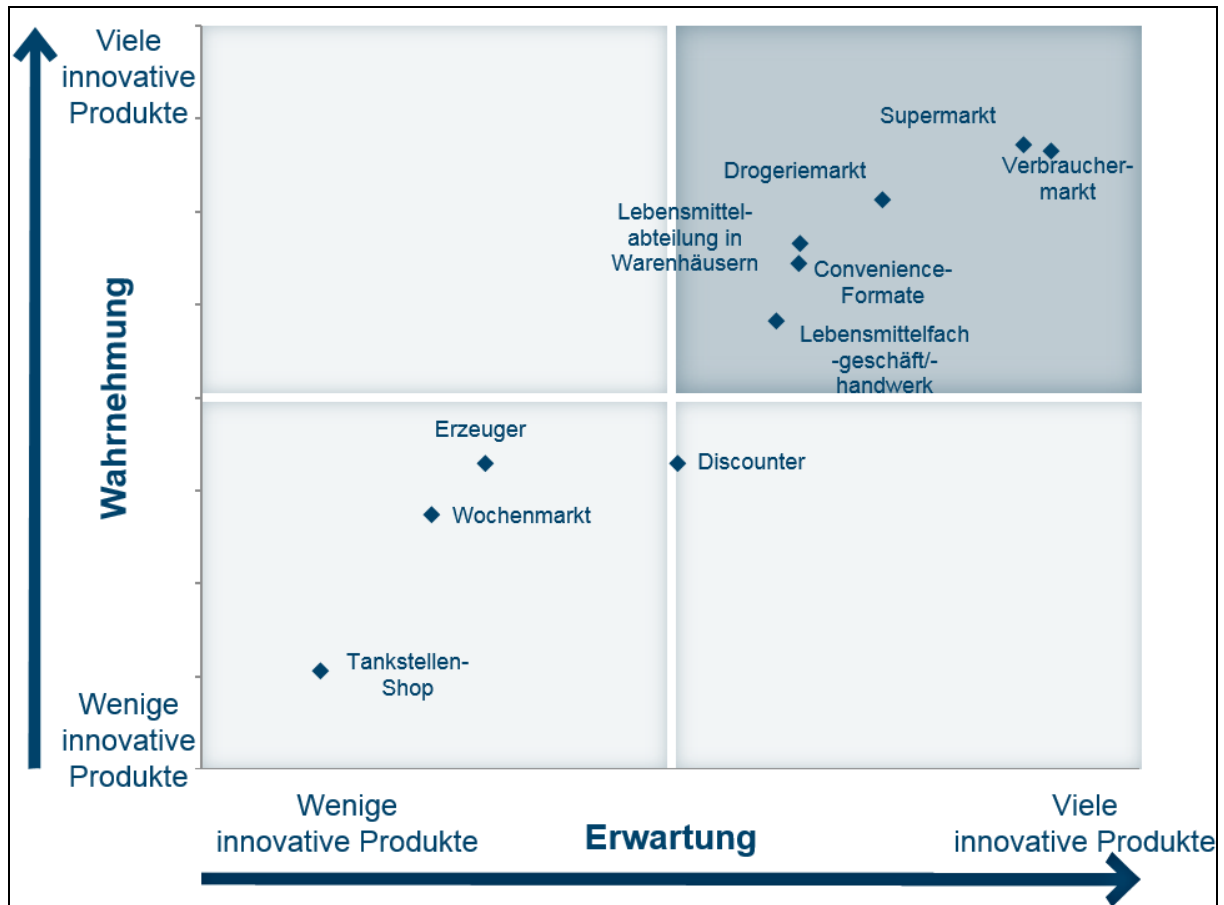 Viele
innovative
Produkte
Wahrnehmung
Wenige
innovative
Produkte
Supermarkt
Verbraucher-
markt
Drogeriemarkt
Lebensmittel-
abteilung in
Warenhäusern
Convenience-
Formate
Lebensmittelfach
-geschäft/-
handwerk
Erzeuger
Discounter
Wochenmarkt
Tankstellen-
Shop
Wenige
innovative Produkte
Erwartung
Viele
innovative Produkte